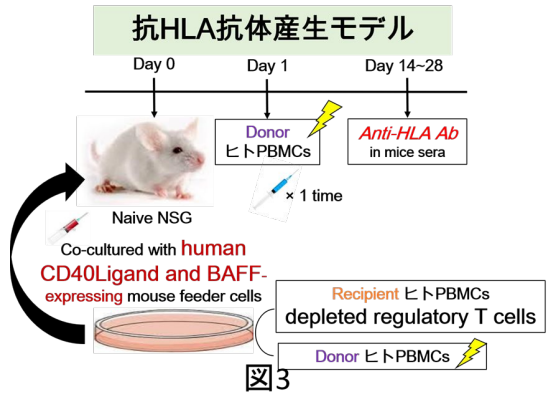 抗HLA抗体産生モデル
Day 0
Day 1
Day 14~28
Donor
ヒトPBMCs
Anti-HLA Ab
in mice sera
× 1 time
Naive NSG
Co-cultured with human
CD40Ligand and BAFF-
expressing mouse feeder cells
Recipient ヒトPBMCs
depleted regulatory T cells
Donor ヒトPBMCs
図3